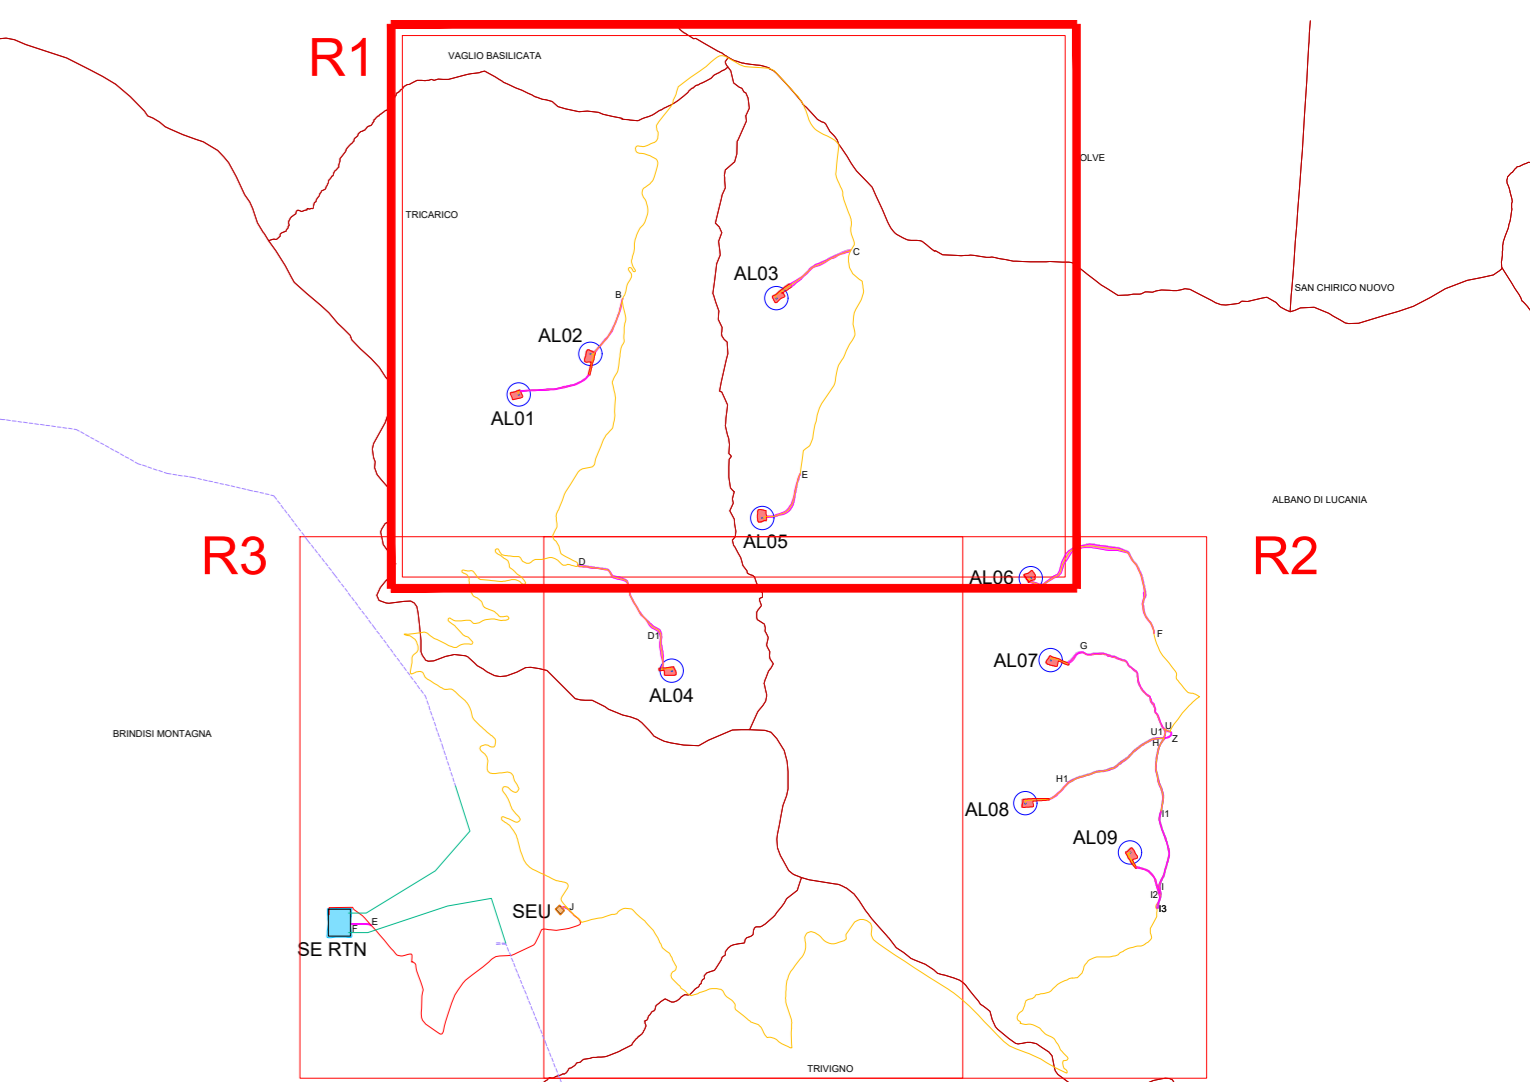 R1
VAGLIO BASILICATA
OLVE
TRICARICO
AL03
C
SAN CHIRICO NUOVO
B
AL02
AL01
E
ALBANO DI LUCANIA
AL05
R3
R2
D
AL06
D1
F
G
AL07
AL04
U
U1
Z
H
BRINDISI MONTAGNA
H1
AL08
I1
AL09
I
I2
I3
SEU
J
E
F
SE RTN
TRIVIGNO